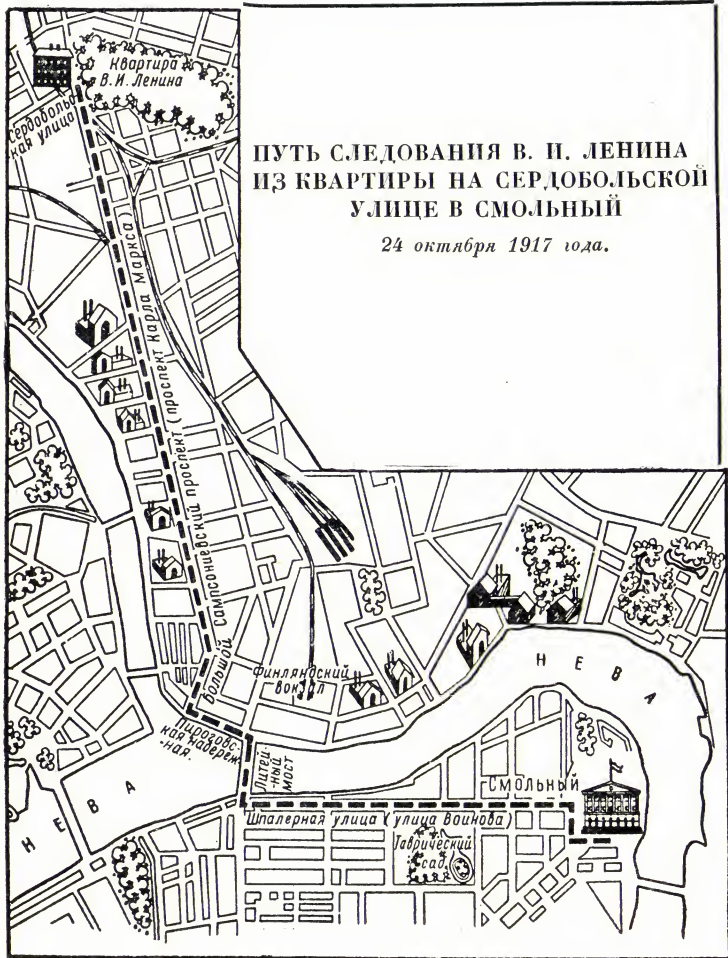 ПУТЬ СЛЕДОВАНИЯ В. И. ЛЕНИНА
ИЗ КВАРТИРЫ НА СЕРДОБОЛЬСКОЙ
УЛИЦЕ В СМОЛЬНЫЙ
24 октября 1917 года.
Квартира
В. И. Ленина
Сердоболь-
ская улица
Большой Сампсониевский проспект (проспект Карла Маркса)
Финляндский
вокзал
Пирогов-
ская набереж-
-ная.
Литей-
-ный
мост
НЕВА
НЕВА
СМОЛЬНЫЙ
Шпалерная улица (улица Воинова)
Таврический
сад